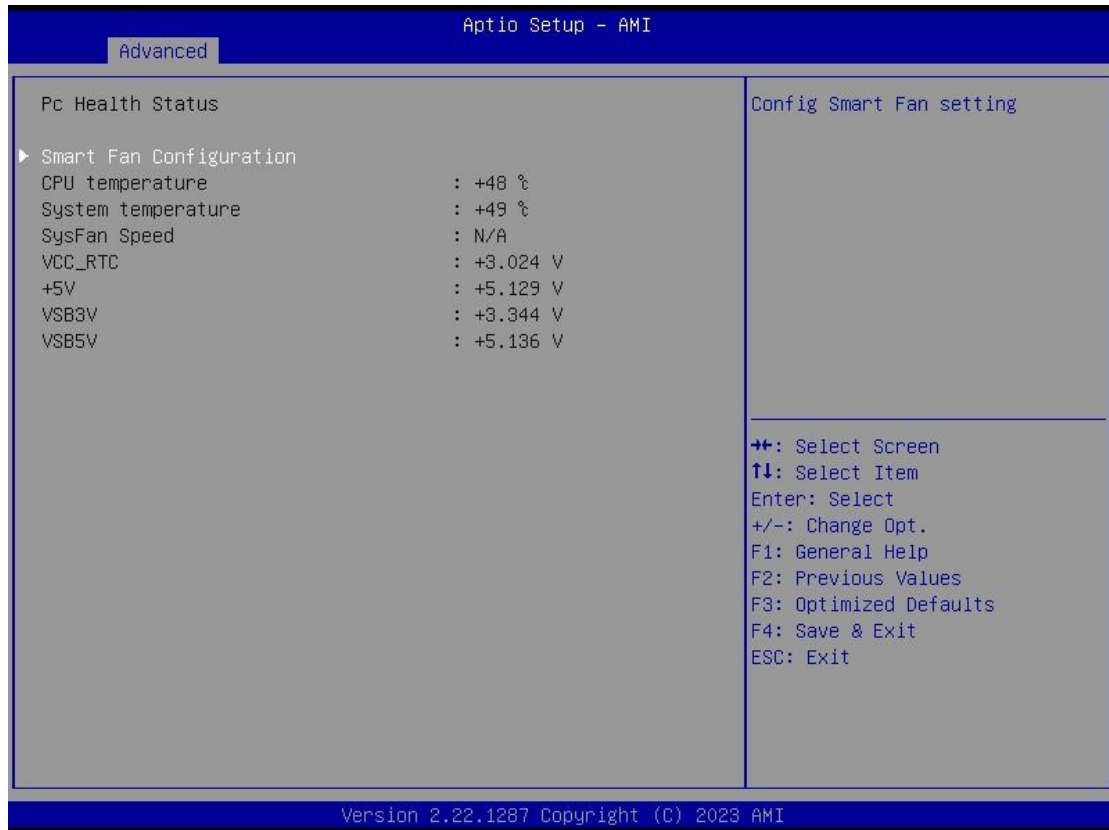 Aptio Setup – AMI
Advanced
Pc Health Status
Smart Fan Configuration
CPU temperature : +48 ℃
System temperature : +49 ℃
SysFan Speed : N/A
VCC_RTC : +3.024 V
+5V : +5.129 V
VSB3V : +3.344 V
VSB5V : +5.136 V
Config Smart Fan setting
→←: Select Screen
↑↓: Select Item
Enter: Select
+/-: Change Opt.
F1: General Help
F2: Previous Values
F3: Optimized Defaults
F4: Save & Exit
ESC: Exit
Version 2.22.1287 Copyright (C) 2023 AMI